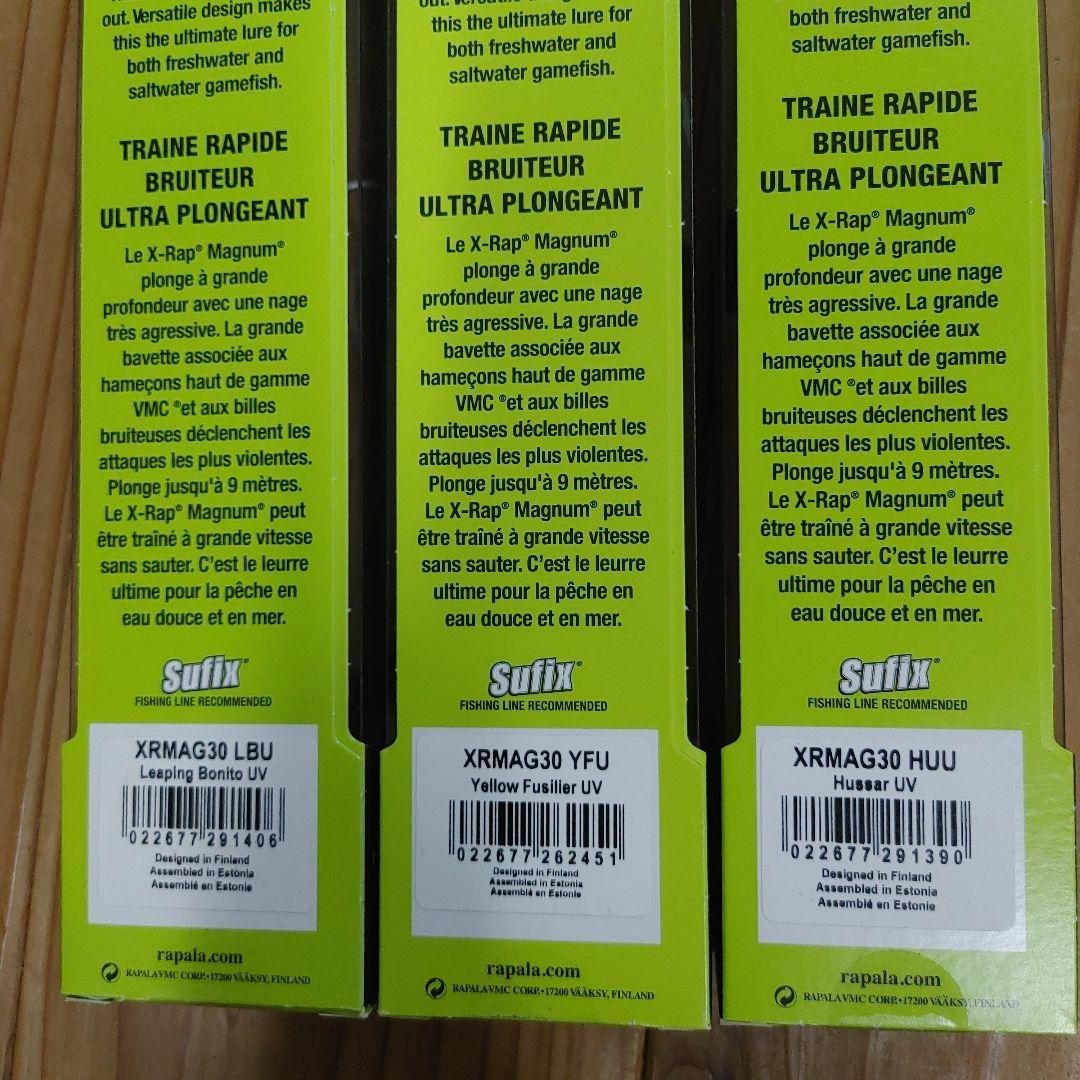 out. Versatile design makes
this the ultimate lure for
both freshwater and
saltwater gamefish.
TRAINE RAPIDE
BRUITEUR
ULTRA PLONGEANT
Le X-Rap® Magnum®
plonge à grande
profondeur avec une nage
très agressive. La grande
bavette associée aux
hameçons haut de gamme
VMC ®et aux billes
bruiteuses déclenchent les
attaques les plus violentes.
Plonge jusqu'à 9 mètres.
Le X-Rap® Magnum® peut
être traîné à grande vitesse
sans sauter. C'est le leurre
ultime pour la pêche en
eau douce et en mer.
Sufix®
FISHING LINE RECOMMENDED
XRMAG30 LBU
Leaping Bonito UV
022677 291406
Designed in Finland
Assembled in Estonia
Assemblé en Estonie
rapala.com
RAPALA VMC CORP.•17200 VÄÄKSY, FINLAND
this the ultimate lure for
both freshwater and
saltwater gamefish.
TRAINE RAPIDE
BRUITEUR
ULTRA PLONGEANT
Le X-Rap® Magnum®
plonge à grande
profondeur avec une nage
très agressive. La grande
bavette associée aux
hameçons haut de gamme
VMC ®et aux billes
bruiteuses déclenchent les
attaques les plus violentes.
Plonge jusqu'à 9 mètres.
Le X-Rap® Magnum® peut
être traîné à grande vitesse
sans sauter. C'est le leurre
ultime pour la pêche en
eau douce et en mer.
Sufix®
FISHING LINE RECOMMENDED
XRMAG30 YFU
Yellow Fusilier UV
022677 262451
Designed in Finland
Assembled in Estonia
Assemblé en Estonie
rapala.com
RAPALA VMC CORP.•17200 VÄÄKSY, FINLAND
both freshwater and
saltwater gamefish.
TRAINE RAPIDE
BRUITEUR
ULTRA PLONGEANT
Le X-Rap® Magnum®
plonge à grande
profondeur avec une nage
très agressive. La grande
bavette associée aux
hameçons haut de gamme
VMC ®et aux billes
bruiteuses déclenchent les
attaques les plus violentes.
Plonge jusqu'à 9 mètres.
Le X-Rap® Magnum® peut
être traîné à grande vitesse
sans sauter. C'est le leurre
ultime pour la pêche en
eau douce et en mer.
Sufix®
FISHING LINE RECOMMENDED
XRMAG30 HUU
Hussar UV
022677 291390
Designed in Finland
Assembled in Estonia
Assemblé en Estonie
rapala.com
RAPALA VMC CORP.•17200 VÄÄKSY, FINLAND